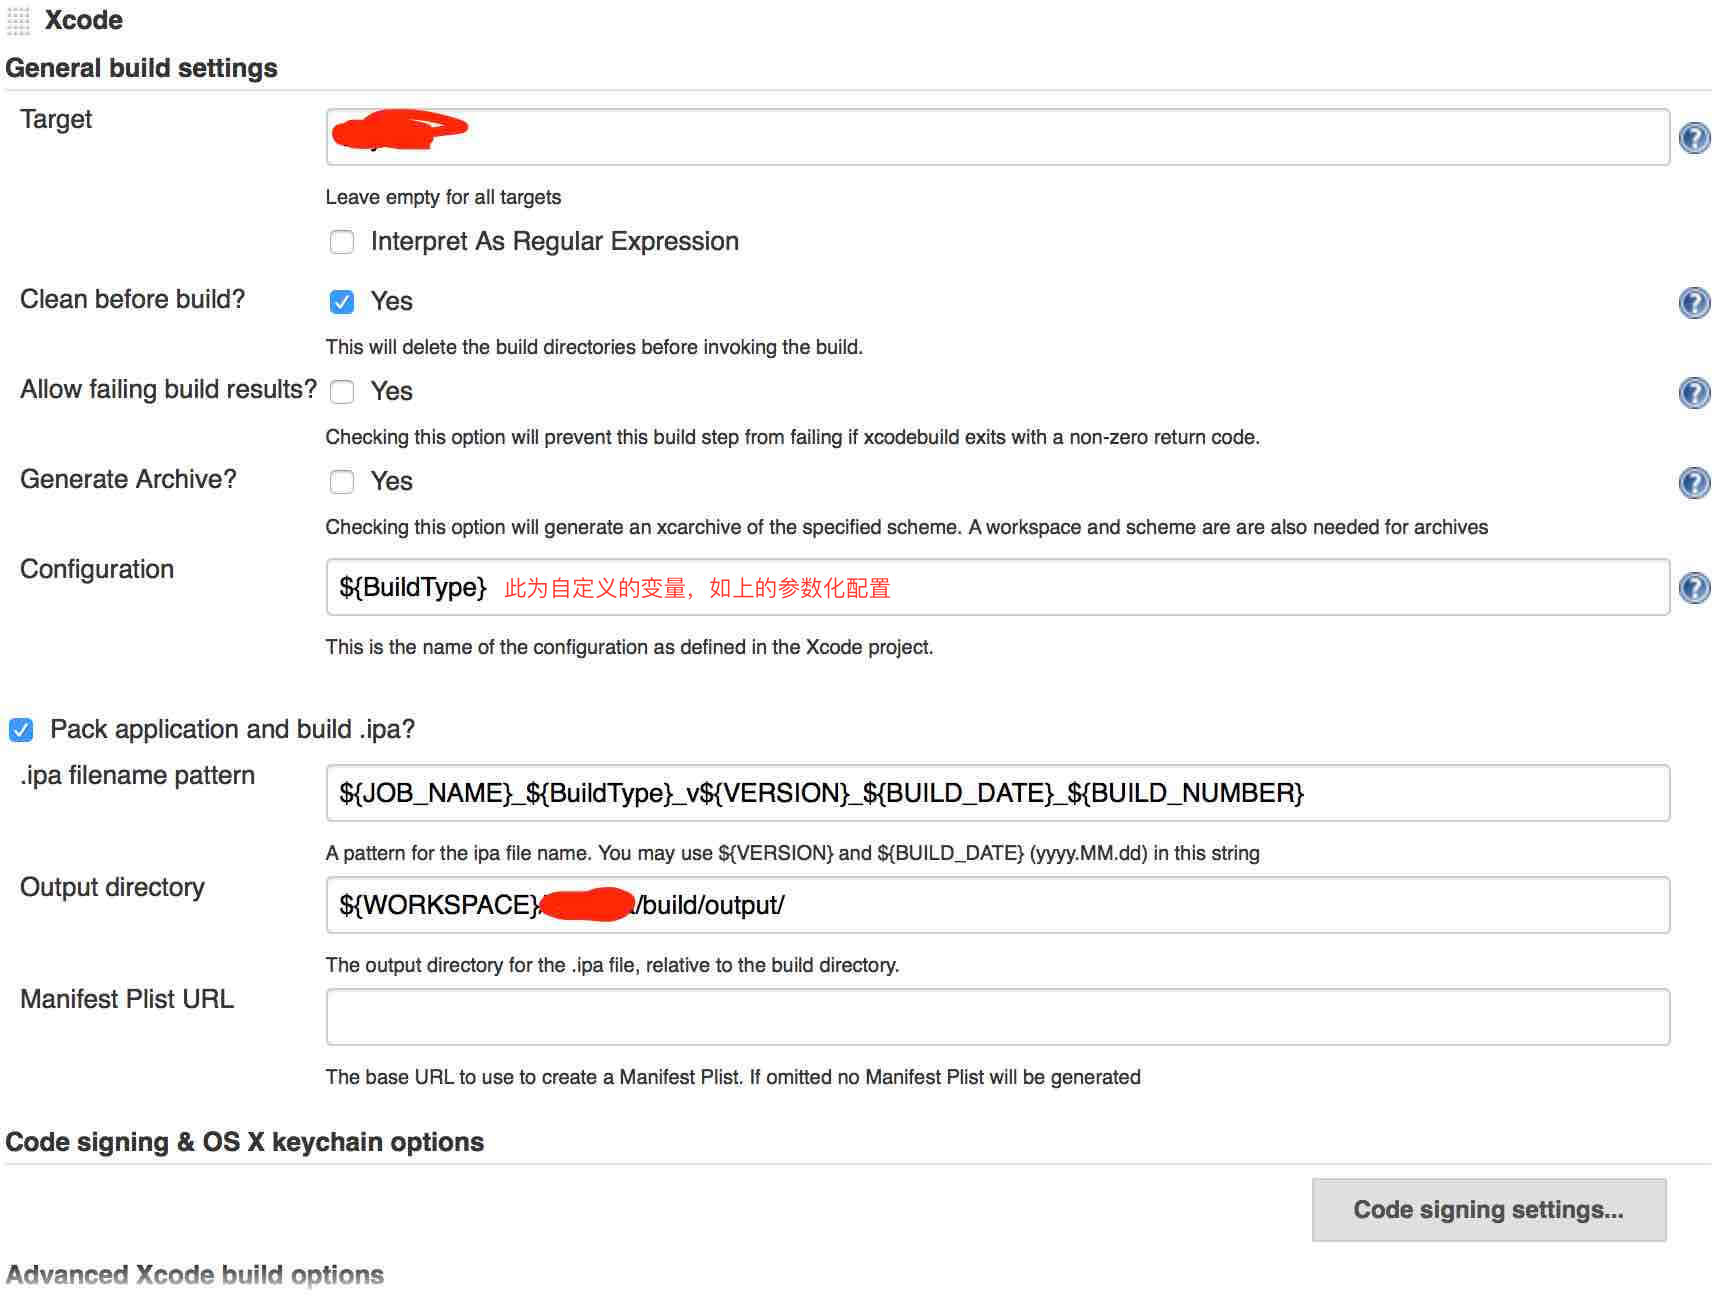 Xcode
General build settings
Target
Leave empty for all targets
Interpret As Regular Expression
Clean before build?
Yes
This will delete the build directories before invoking the build.
Allow failing build results?
Yes
Checking this option will prevent this build step from failing if xcodebuild exits with a non-zero return code.
Generate Archive?
Yes
Checking this option will generate an xcarchive of the specified scheme. A workspace and scheme are are also needed for archives
Configuration
${BuildType} 此为自定义的变量，如上的参数化配置
This is the name of the configuration as defined in the Xcode project.
Pack application and build .ipa?
.ipa filename pattern
${JOB_NAME}_${BuildType}_v${VERSION}_${BUILD_DATE}_${BUILD_NUMBER}
A pattern for the ipa file name. You may use ${VERSION} and ${BUILD_DATE} (yyyy.MM.dd) in this string
Output directory
${WORKSPACE}/build/output/
The output directory for the .ipa file, relative to the build directory.
Manifest Plist URL
The base URL to use to create a Manifest Plist. If omitted no Manifest Plist will be generated
Code signing & OS X keychain options
Code signing settings...
Advanced Xcode build options